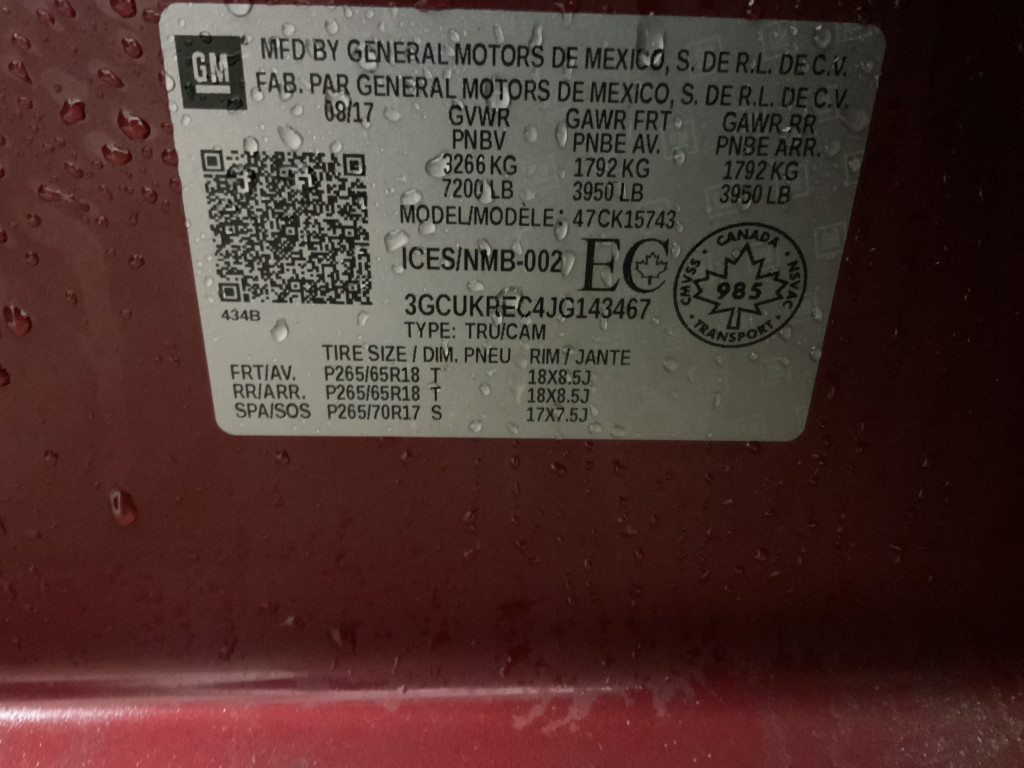 GM
MFD BY GENERAL MOTORS DE MEXICO, S. DE R.L. DE C.V.
FAB. PAR GENERAL MOTORS DE MEXICO, S. DE R.L. DE C.V.
08/17 GVWR GAWR FRT GAWR RR
PNBV PNBE AV. PNBE ARR.
3266 KG 1792 KG 1792 KG
7200 LB 3950 LB 3950 LB
MODEL/MODÈLE: 47CK15743
ICES/NMB-002 EC
CANADA
CMVSS 985 NSVAC
TRANSPORT
3GCUKREC4JG143467
434B
TYPE: TRU/CAM
TIRE SIZE / DIM. PNEU RIM / JANTE
FRT/AV. P265/65R18 T 18X8.5J
RR/ARR. P265/65R18 T 18X8.5J
SPA/SOS P265/70R17 S 17X7.5J